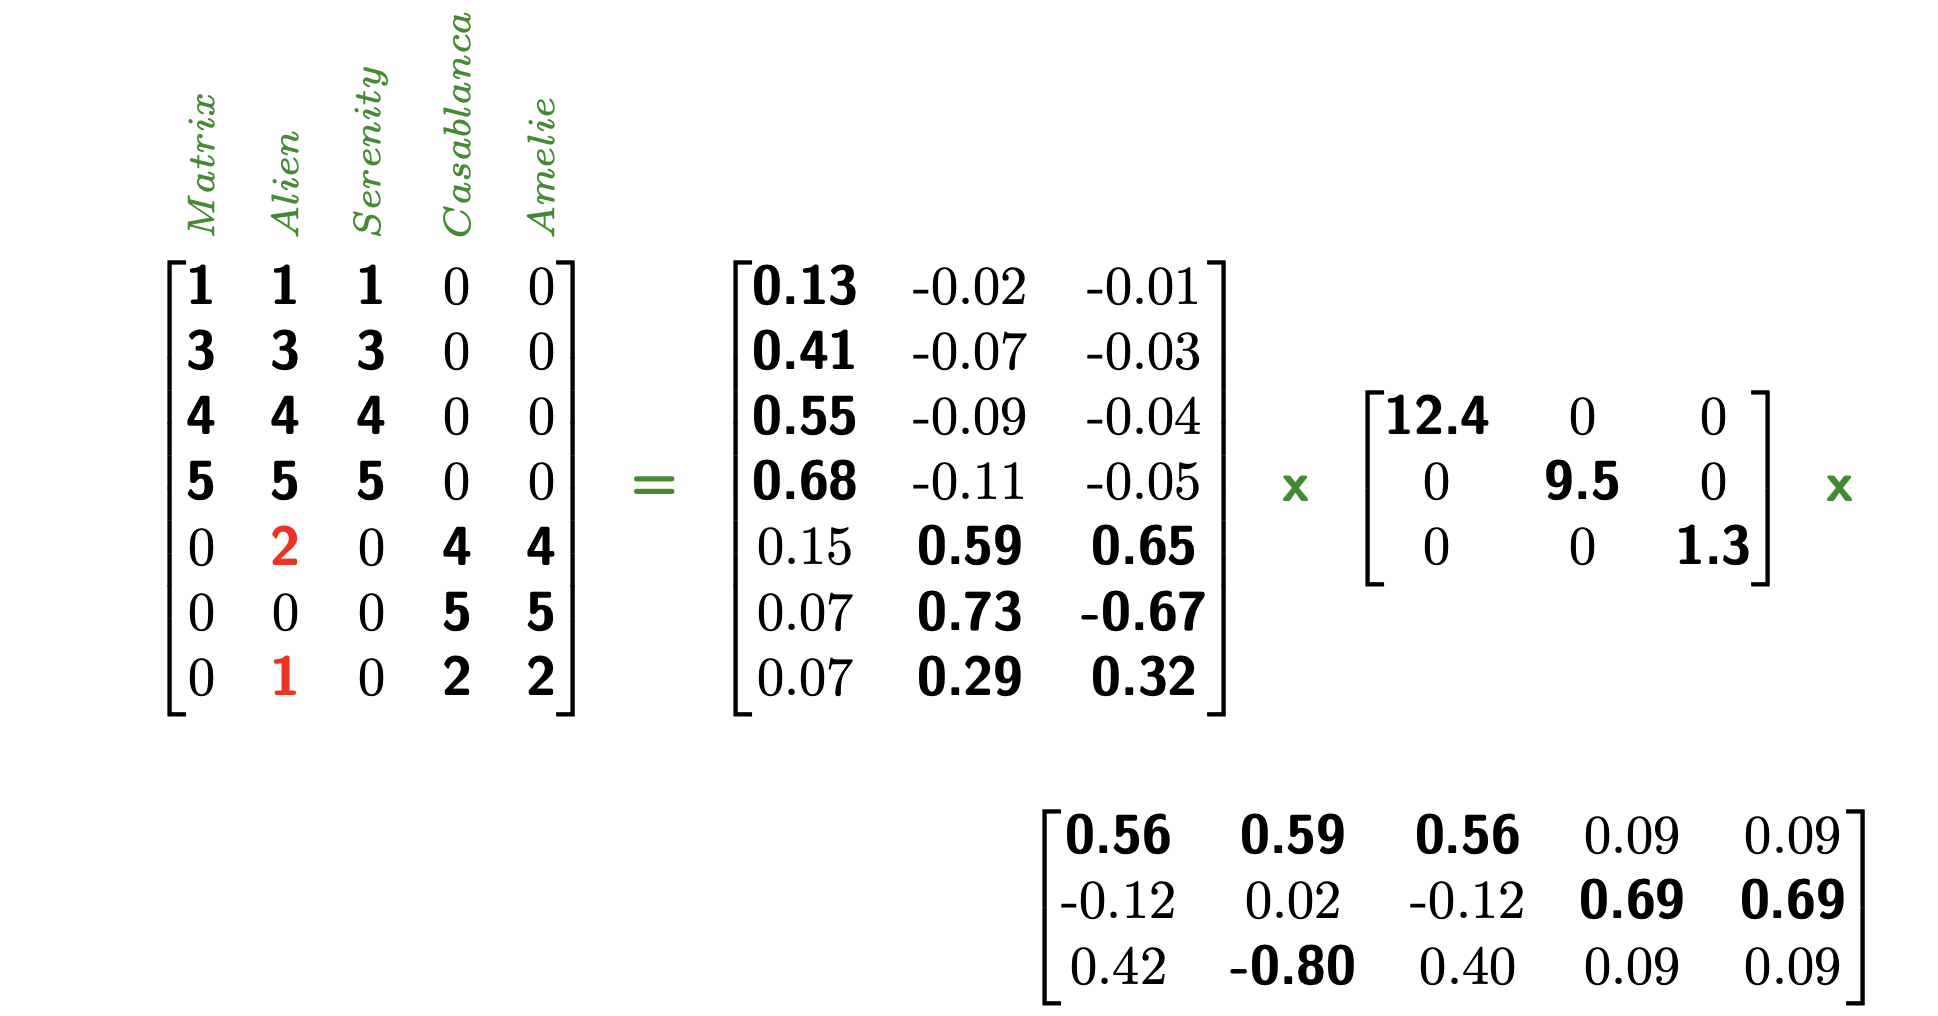 Matrix Alien Serenity Casablanca Amelie
1 1 1 0 0
3 3 3 0 0
4 4 4 0 0
5 5 5 0 0
0 2 0 4 4
0 0 0 5 5
0 1 0 2 2
=
0.13 -0.02 -0.01
0.41 -0.07 -0.03
0.55 -0.09 -0.04
0.68 -0.11 -0.05
0.15 0.59 0.65
0.07 0.73 -0.67
0.07 0.29 0.32
x
12.4 0 0
0 9.5 0
0 0 1.3
x
0.56 0.59 0.56 0.09 0.09
-0.12 0.02 -0.12 0.69 0.69
0.42 -0.80 0.40 0.09 0.09